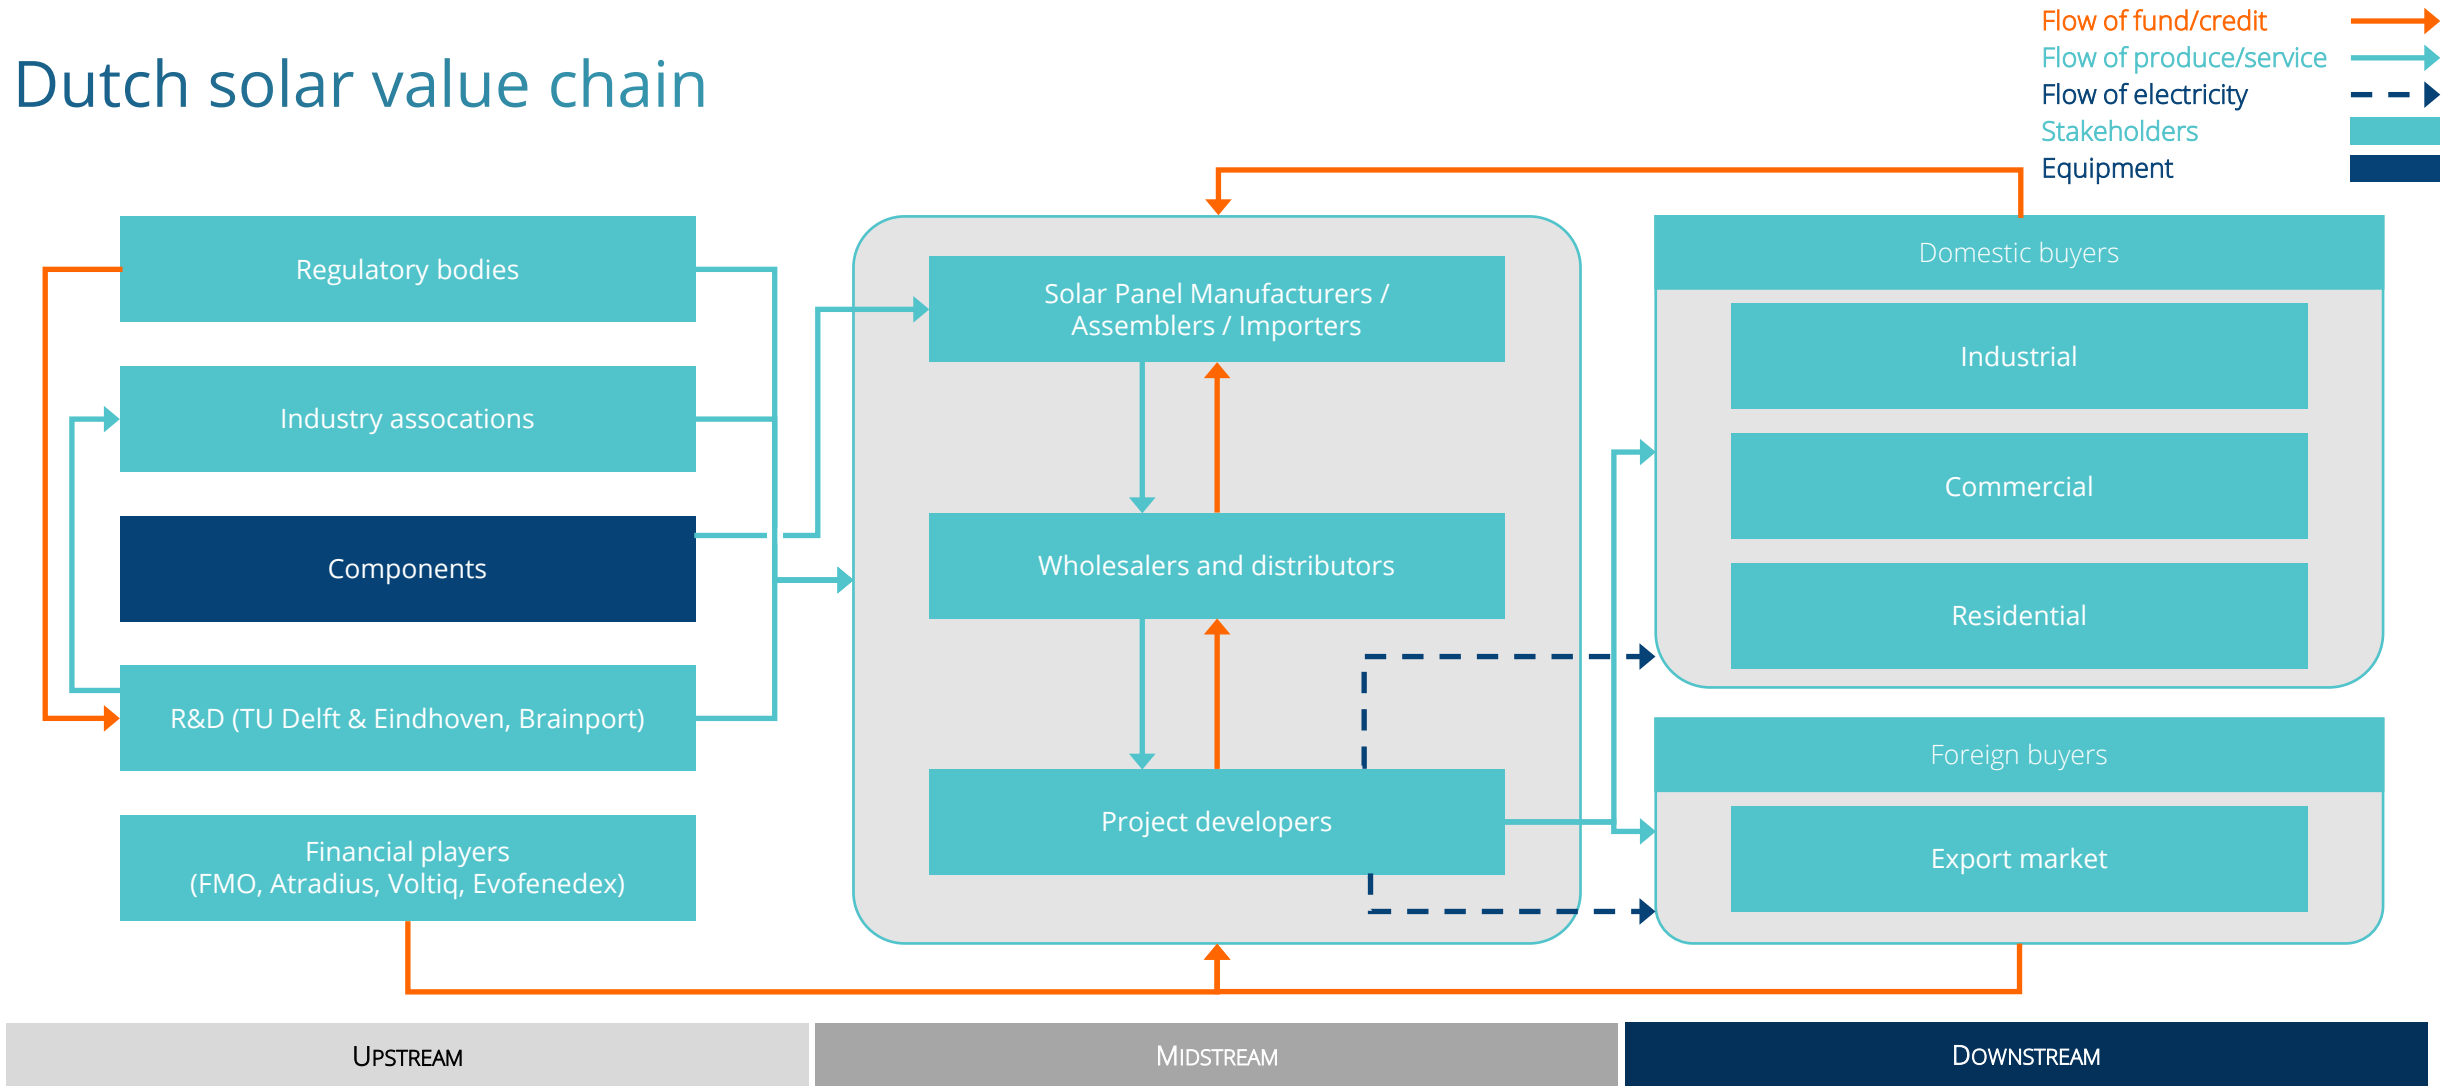 Dutch solar value chain
Flow of fund/credit
Flow of produce/service
Flow of electricity
Stakeholders
Equipment
Regulatory bodies
Industry assocations
Components
R&D (TU Delft & Eindhoven, Brainport)
Financial players
(FMO, Atradius, Voltiq, Evofenedex)
Solar Panel Manufacturers /
Assemblers / Importers
Wholesalers and distributors
Project developers
Domestic buyers
Industrial
Commercial
Residential
Foreign buyers
Export market
UPSTREAM
MIDSTREAM
DOWNSTREAM